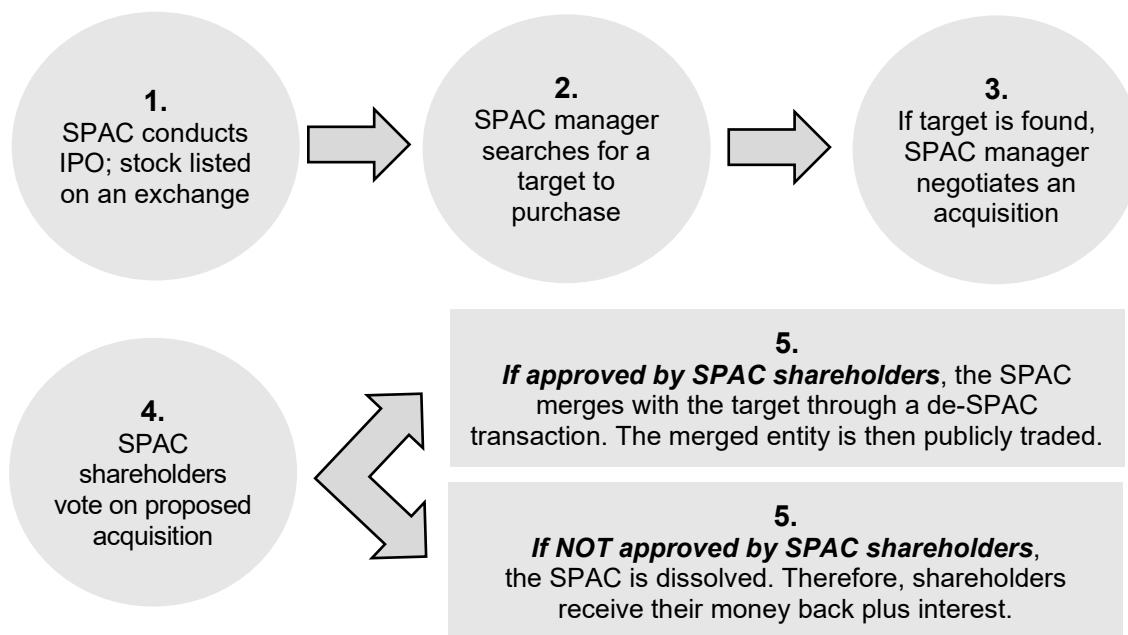 1.
SPAC conducts
IPO; stock listed
on an exchange
2.
SPAC manager
searches for a
target to
purchase
3.
If target is found,
SPAC manager
negotiates an
acquisition
4.
SPAC
shareholders
vote on proposed
acquisition
5.
If approved by SPAC shareholders, the SPAC
merges with the target through a de-SPAC
transaction. The merged entity is then publicly traded.
5.
If NOT approved by SPAC shareholders,
the SPAC is dissolved. Therefore, shareholders
receive their money back plus interest.